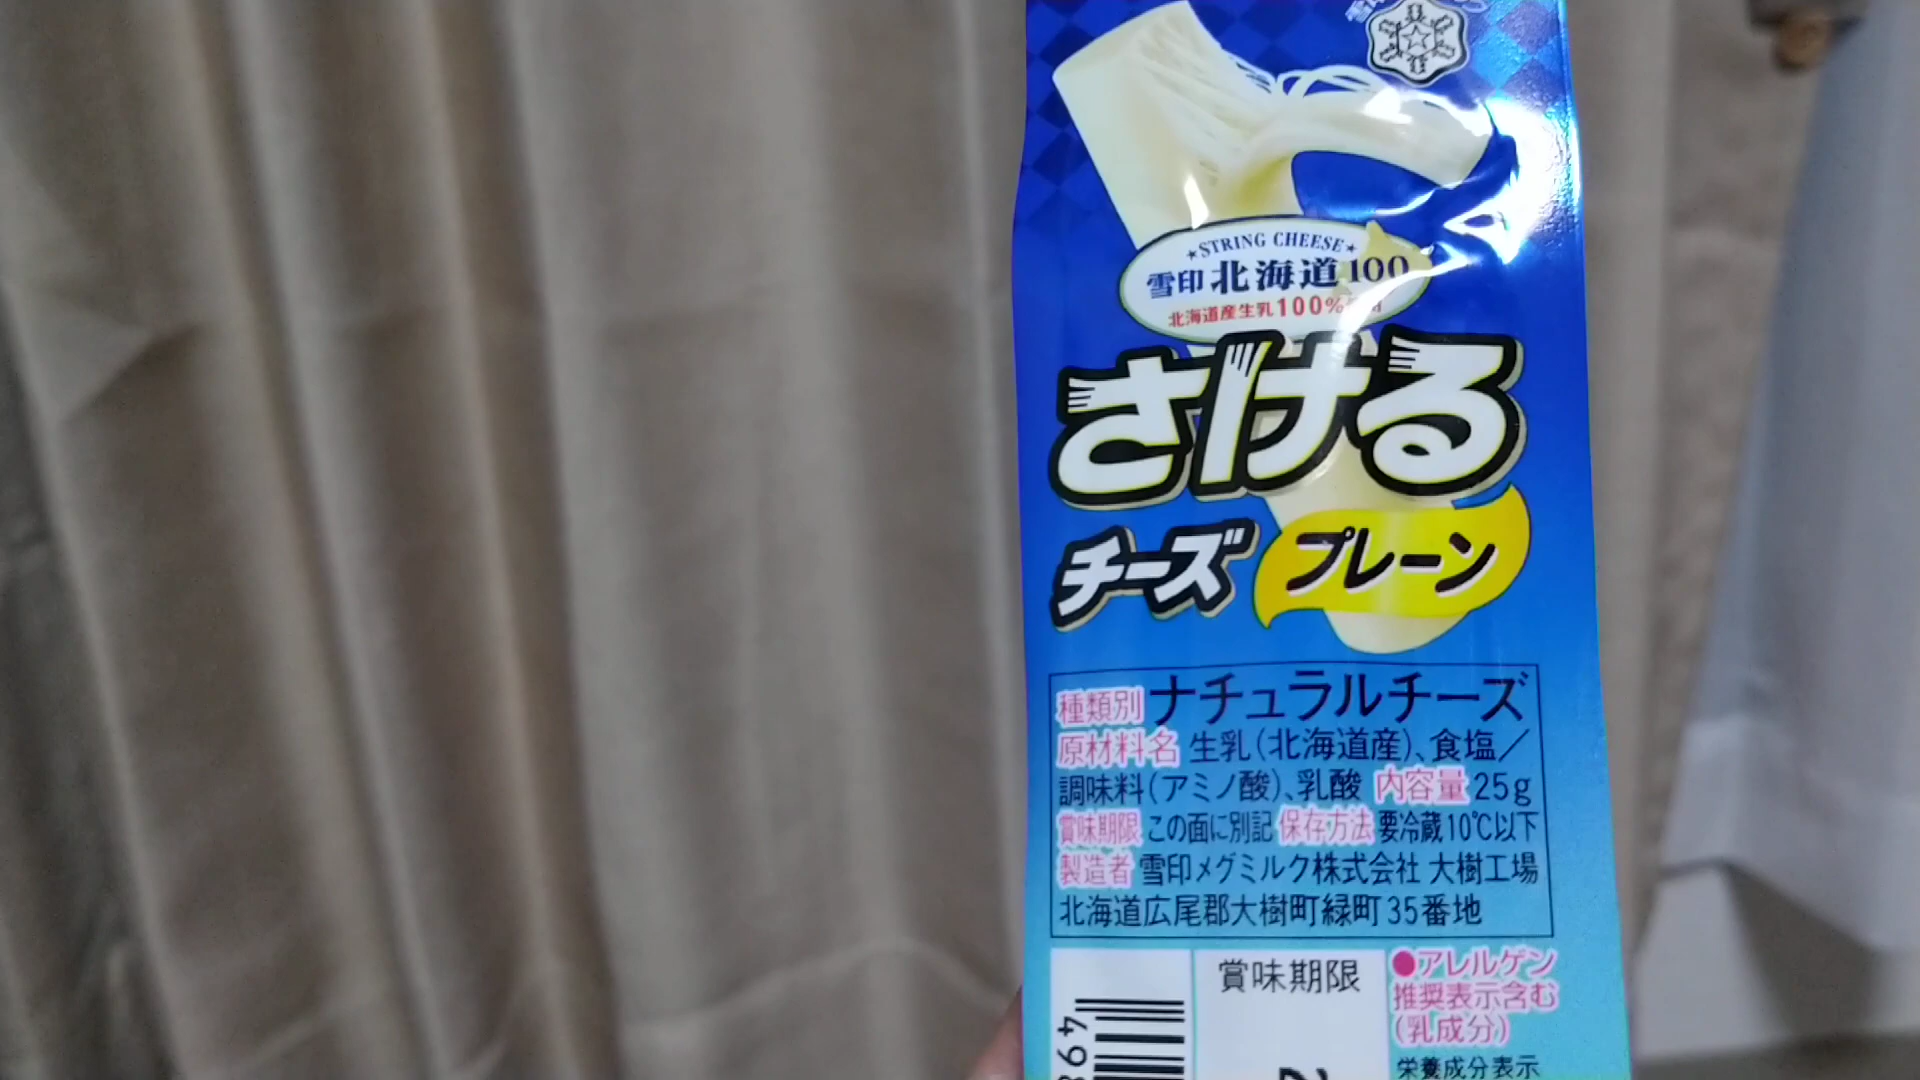 ★STRING CHEESE★
雪印北海道100
北海道産生乳100%
さける
チーズ プレーン
種類別 ナチュラルチーズ
原材料名 生乳(北海道産)、食塩/
調味料(アミノ酸)、乳酸 内容量 25g
賞味期限 この面に別記 保存方法 要冷蔵10℃以下
製造者 雪印メグミルク株式会社 大樹工場
北海道広尾郡大樹町緑町35番地
賞味期限
●アレルゲン
推奨表示含む
(乳成分)
栄養成分表示
49